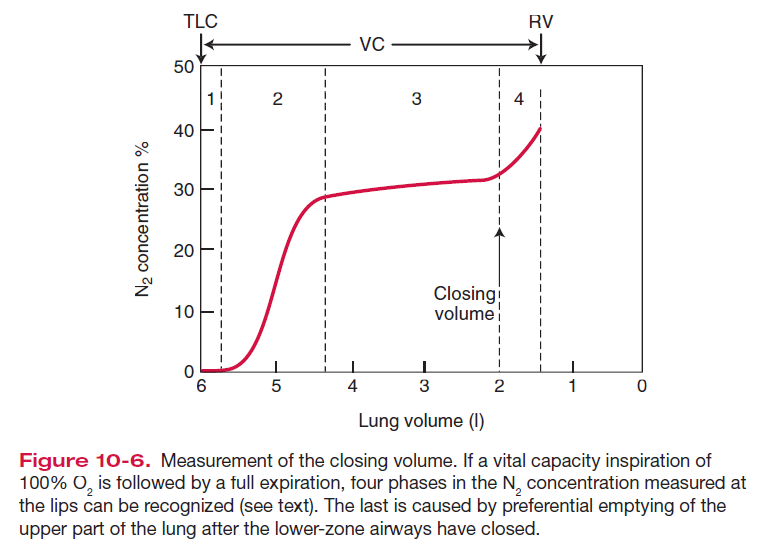 TLC RV
VC
50
1 2 3 4
40
30
20
10
0
N₂ concentration %
Closing
volume
6 5 4 3 2 1 0
Lung volume (l)
Figure 10-6. Measurement of the closing volume. If a vital capacity inspiration of
100% O₂ is followed by a full expiration, four phases in the N₂ concentration measured at
the lips can be recognized (see text). The last is caused by preferential emptying of the
upper part of the lung after the lower-zone airways have closed.